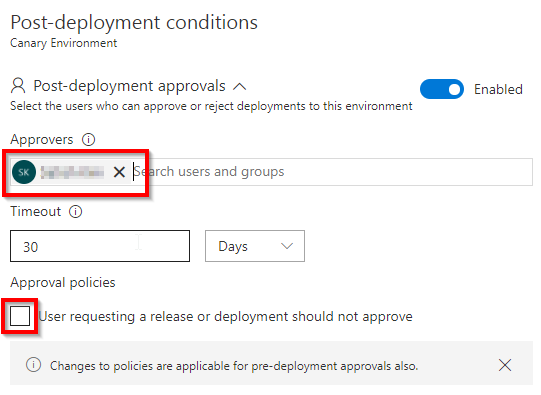 Post-deployment conditions
Canary Environment
Post-deployment approvals
Enabled
Select the users who can approve or reject deployments to this environment
Approvers
SK
Search users and groups
Timeout
30 Days
Approval policies
User requesting a release or deployment should not approve
Changes to policies are applicable for pre-deployment approvals also.